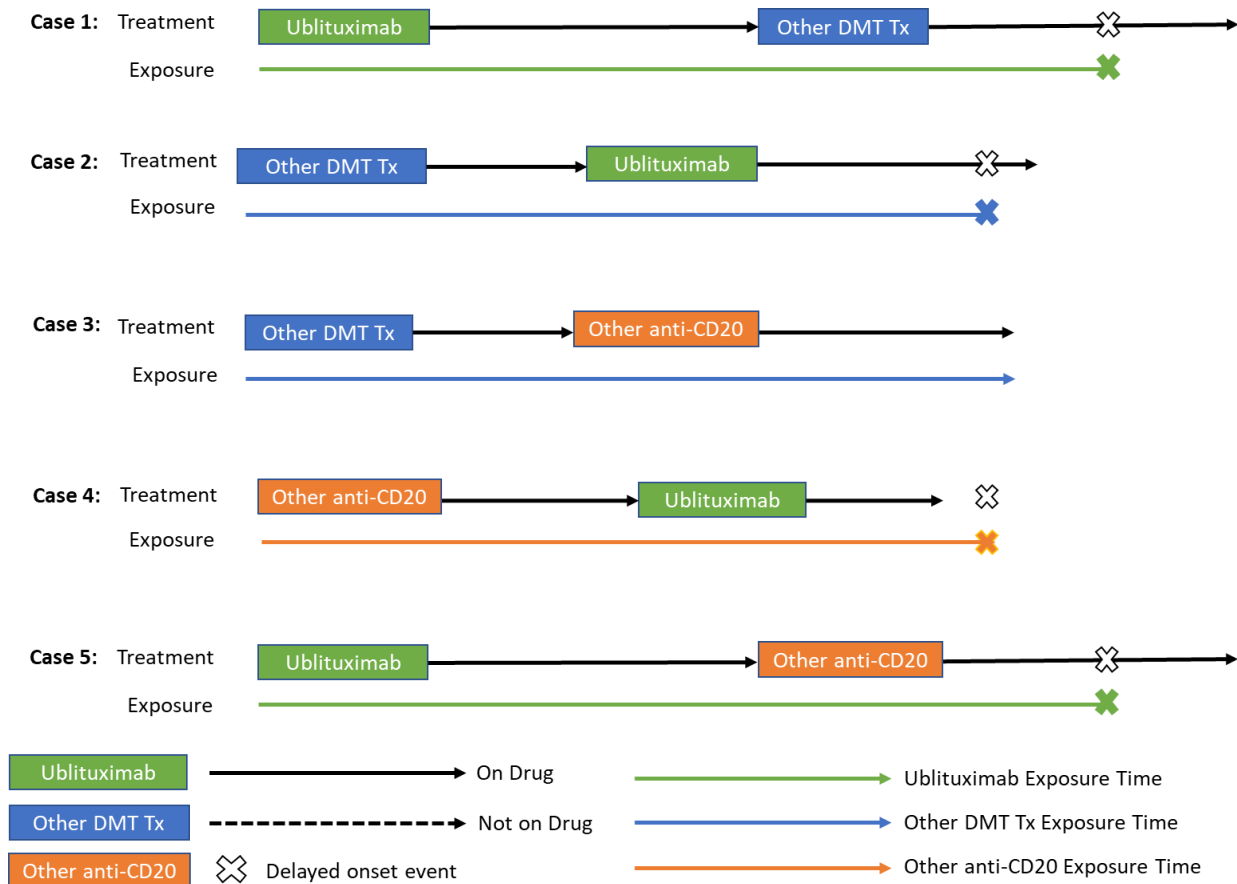 Case 1: Treatment Ublituximab Other DMT Tx
Exposure
Case 2: Treatment Other DMT Tx Ublituximab
Exposure
Case 3: Treatment Other DMT Tx Other anti-CD20
Exposure
Case 4: Treatment Other anti-CD20 Ublituximab
Exposure
Case 5: Treatment Ublituximab Other anti-CD20
Exposure
Ublituximab On Drug Ublituximab Exposure Time
Other DMT Tx Not on Drug Other DMT Tx Exposure Time
Other anti-CD20 Delayed onset event Other anti-CD20 Exposure Time